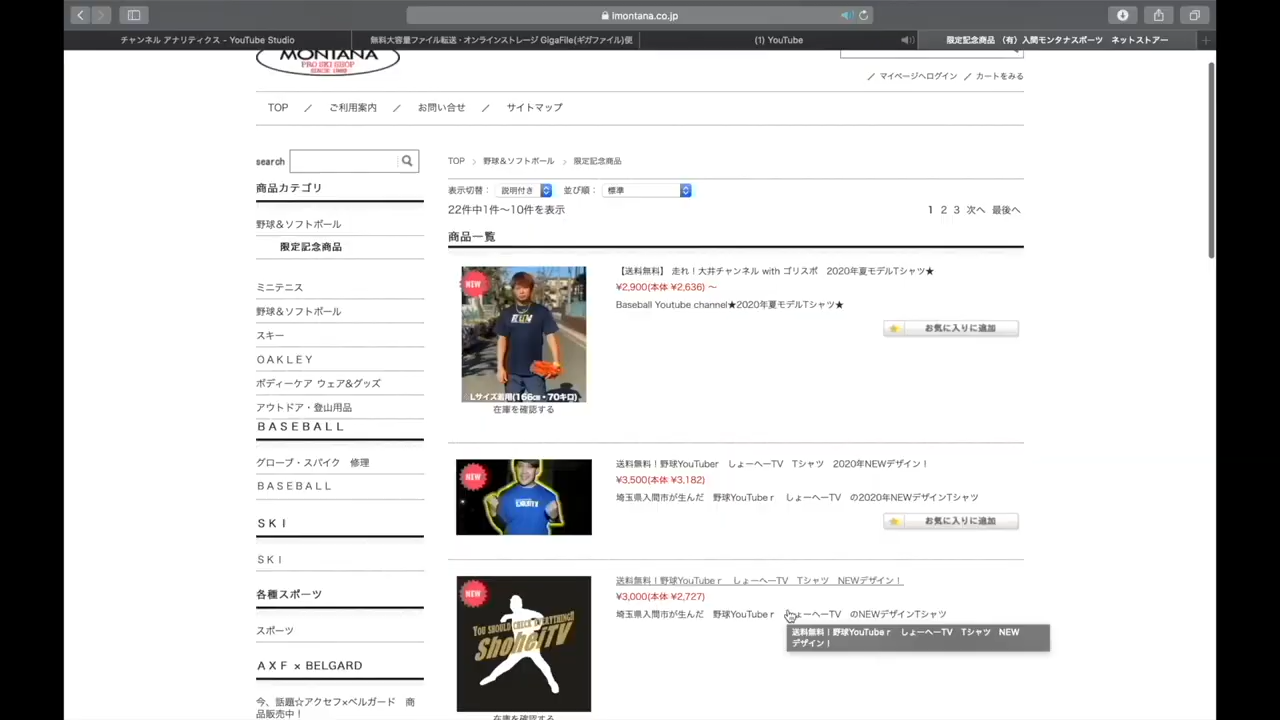 lmontana.co.jp
チャンネル アナリティクス - YouTube Studio
無料大容量ファイル転送・オンラインストレージ GigaFile(ギガファイル)便
(1) YouTube
限定記念商品 （有）入間モンタナスポーツ ネットストアー
MONTANA
PRO SKI SHOP
／ マイページへログイン ／ カートをみる
TOP ／ ご利用案内 ／ お問い合せ ／ サイトマップ
search
TOP > 野球＆ソフトボール > 限定記念商品
商品カテゴリ
表示切替： 説明付き 並び順： 標準
22件中1件〜10件を表示
1 2 3 次へ 最後へ
野球＆ソフトボール
商品一覧
限定記念商品
ミニテニス
野球＆ソフトボール
スキー
ＯＡＫＬＥＹ
ボディーケア ウェア&グッズ
アウトドア・登山用品
ＢＡＳＥＢＡＬＬ
グローブ・スパイク 修理
ＢＡＳＥＢＡＬＬ
ＳＫＩ
ＳＫＩ
各種スポーツ
スポーツ
ＡＸＦ × BELGARD
今、話題☆アクセフ×ベルガード 商
品販売中！
NEW
RUN
Lサイズ着用(166㎝・70キロ)
在庫を確認する
【送料無料】 走れ！大井チャンネル with ゴリスポ 2020年夏モデルTシャツ★
¥2,900(本体 ¥2,636) 〜
Baseball Youtube channel★2020年夏モデルTシャツ★
お気に入りに追加
NEW
送料無料！野球YouTuber しょーへーTV Tシャツ 2020年NEWデザイン！
¥3,500(本体 ¥3,182)
埼玉県入間市が生んだ 野球YouTubeｒ しょーへーTV の2020年NEWデザインTシャツ
お気に入りに追加
NEW
YOU SHOULD CHECK EVERYTHING!!
ShoheiTV
在庫を確認する
送料無料！野球YouTubeｒ しょーへーTV Tシャツ NEWデザイン！
¥3,000(本体 ¥2,727)
埼玉県入間市が生んだ 野球YouTubeｒ しょーへーTV のNEWデザインTシャツ
送料無料！野球YouTubeｒ しょーへーTV Tシャツ NEW
デザイン！